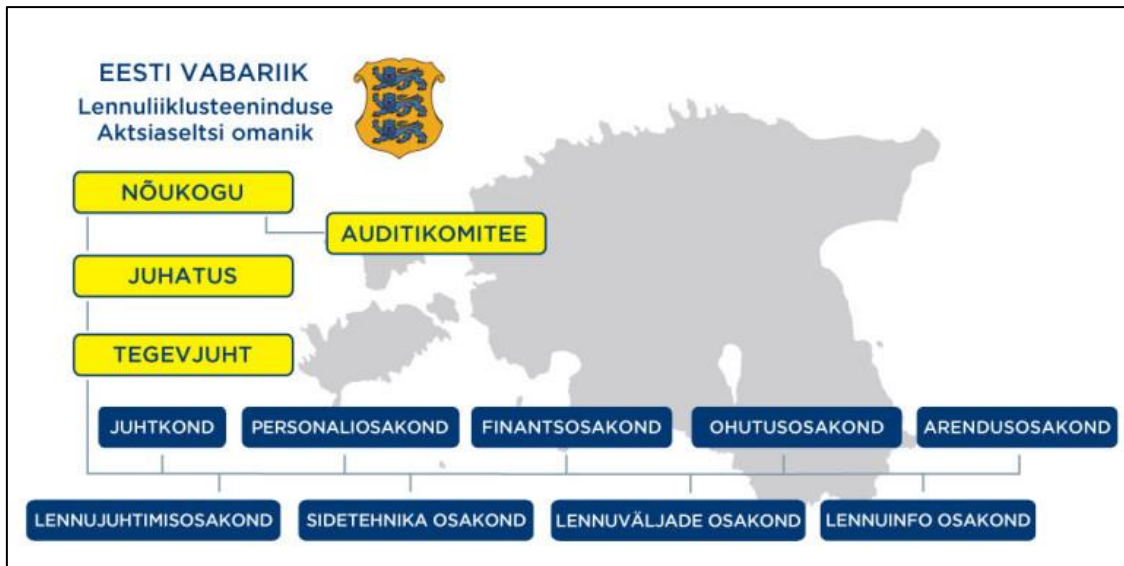 EESTI VABARIIK
Lennuliiklusteeninduse
Aktsiaseltsi omanik
NÕUKOGU
AUDITIKOMITEE
JUHATUS
TEGEVJUHT
JUHTKOND
PERSONALIOSAKOND
FINANTSOSAKOND
OHUTUSOSAKOND
ARENDUSOSAKOND
LENNUJUHTIMISOSAKOND
SIDETEHNIKA OSAKOND
LENNUVÄLJADE OSAKOND
LENNUINFO OSAKOND